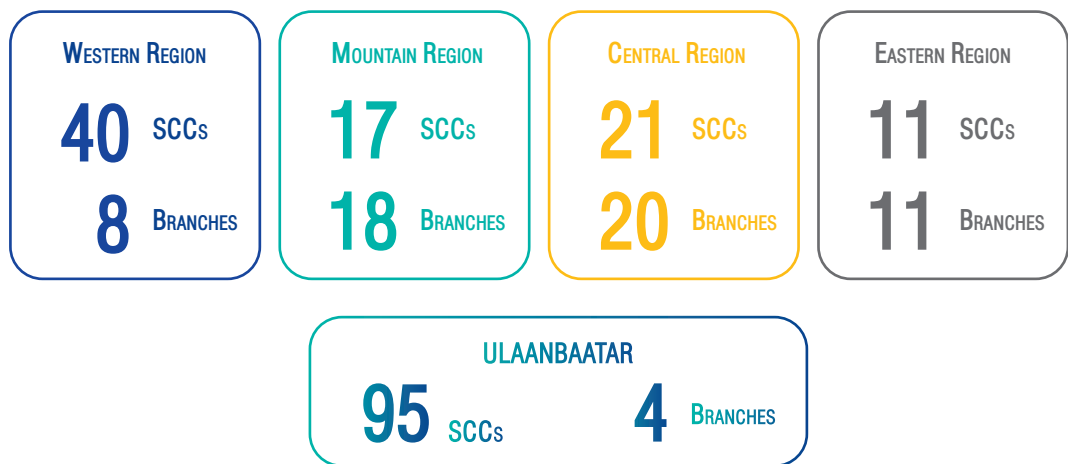 Western Region
40 SCCs
8 Branches
Mountain Region
17 SCCs
18 Branches
Central Region
21 SCCs
20 Branches
Eastern Region
11 SCCs
11 Branches
ULAANBAATAR
95 SCCs
4 Branches